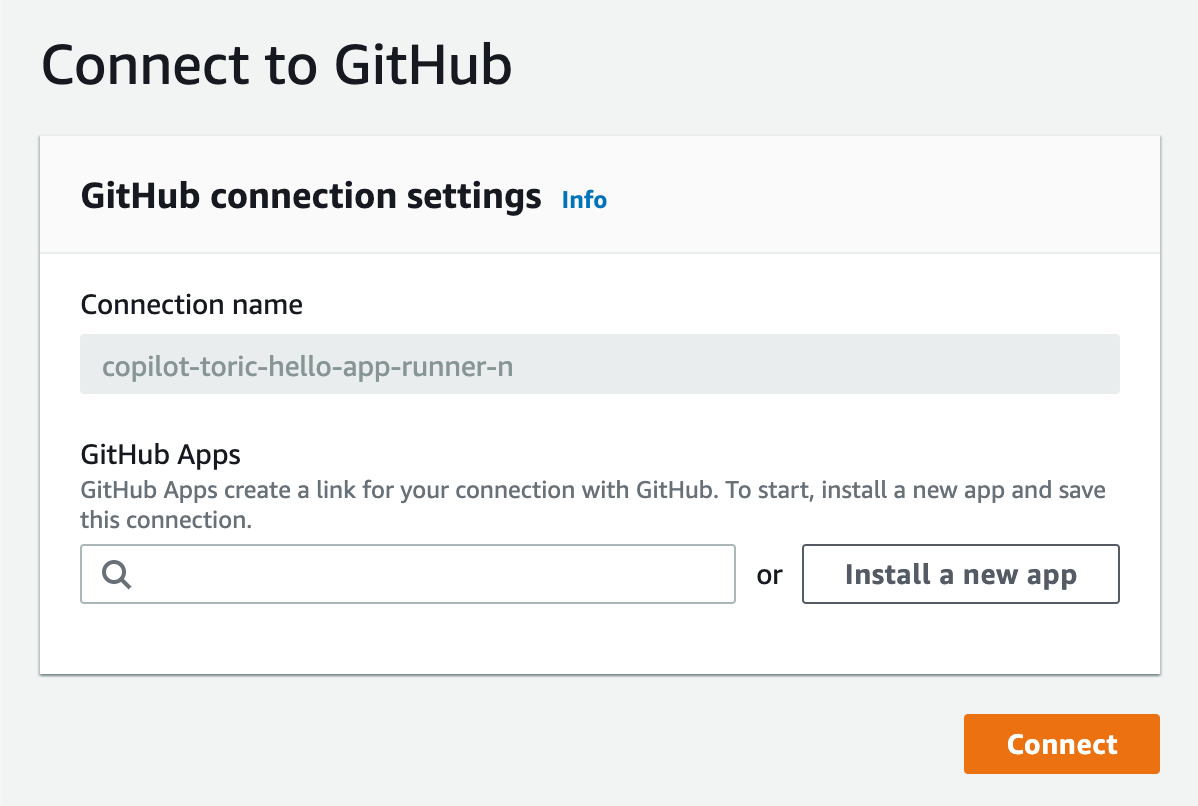 Connect to GitHub
GitHub connection settings Info
Connection name
copilot-toric-hello-app-runner-n
GitHub Apps
GitHub Apps create a link for your connection with GitHub. To start, install a new app and save
this connection.
or Install a new app
Connect